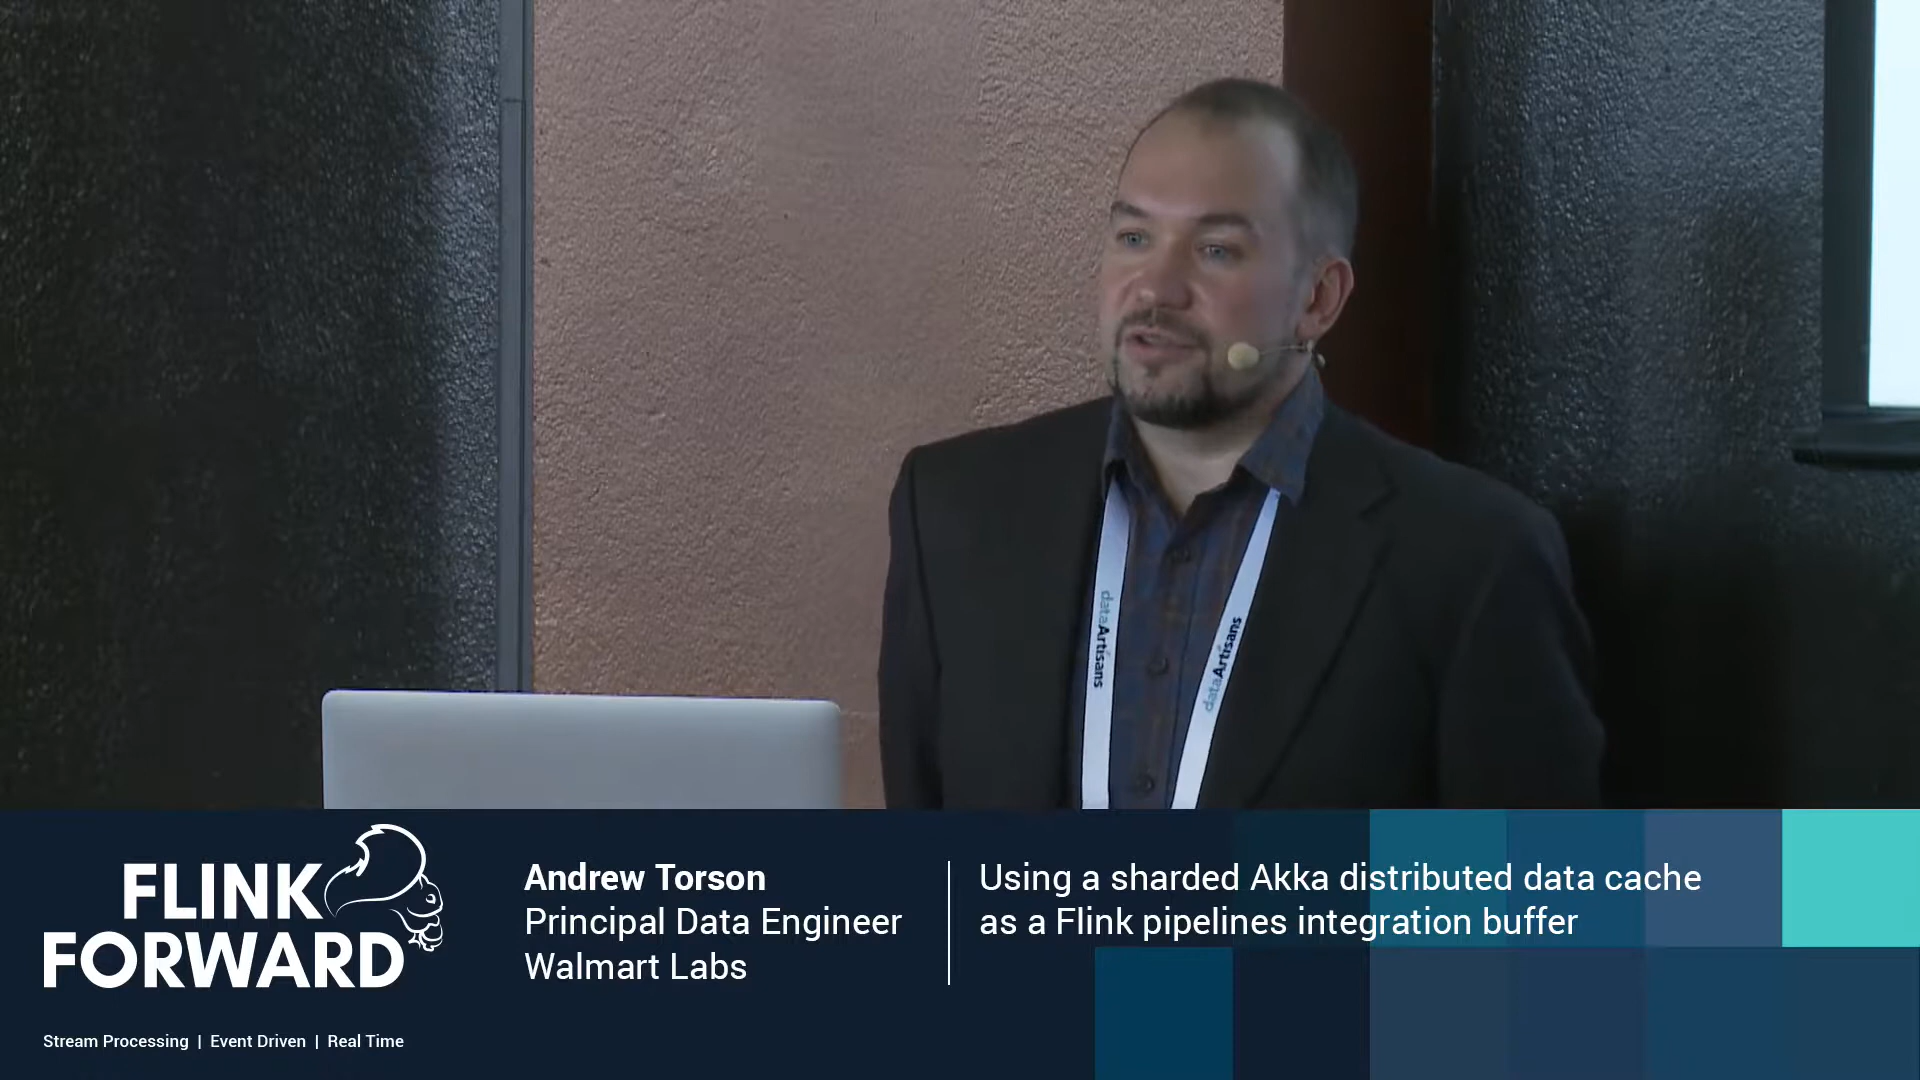 dataArtisans
dataArtisans
FLINK
FORWARD
Stream Processing | Event Driven | Real Time
Andrew Torson
Principal Data Engineer
Walmart Labs
Using a sharded Akka distributed data cache
as a Flink pipelines integration buffer